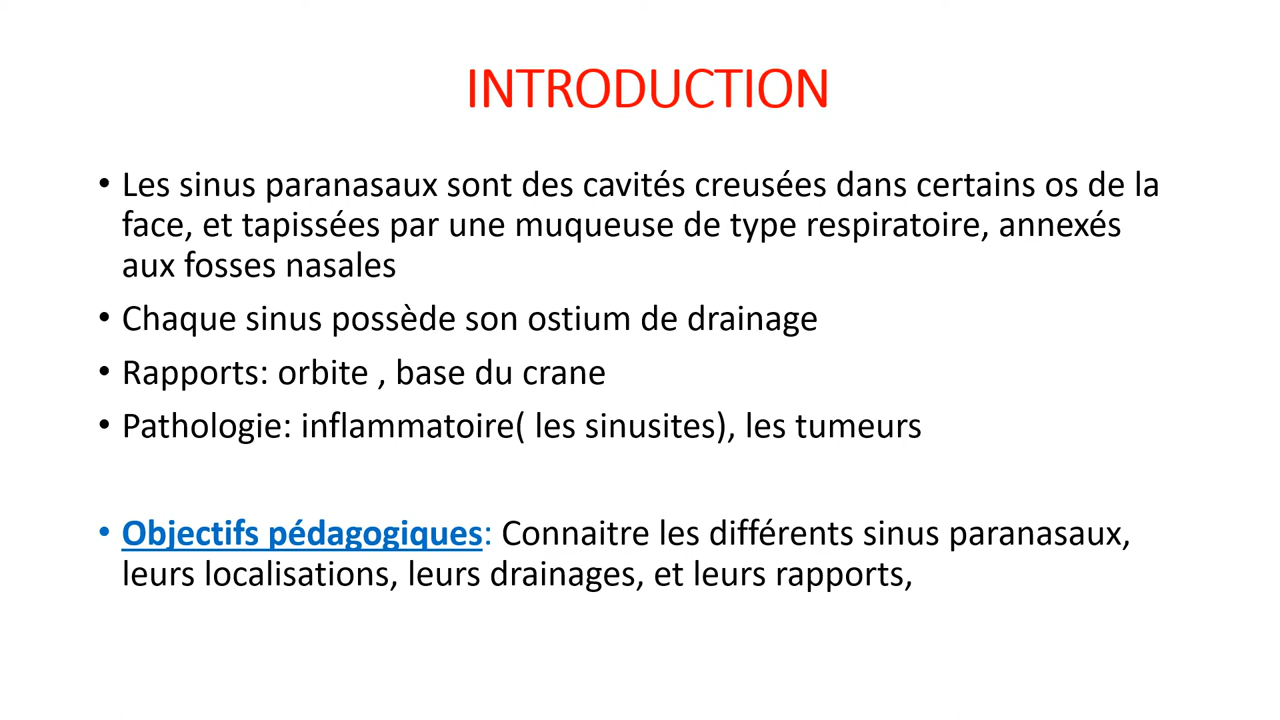 INTRODUCTION
• Les sinus paranasaux sont des cavités creusées dans certains os de la
face, et tapissées par une muqueuse de type respiratoire, annexés
aux fosses nasales
• Chaque sinus possède son ostium de drainage
• Rapports: orbite , base du crane
• Pathologie: inflammatoire( les sinusites), les tumeurs
• Objectifs pédagogiques: Connaitre les différents sinus paranasaux,
leurs localisations, leurs drainages, et leurs rapports,